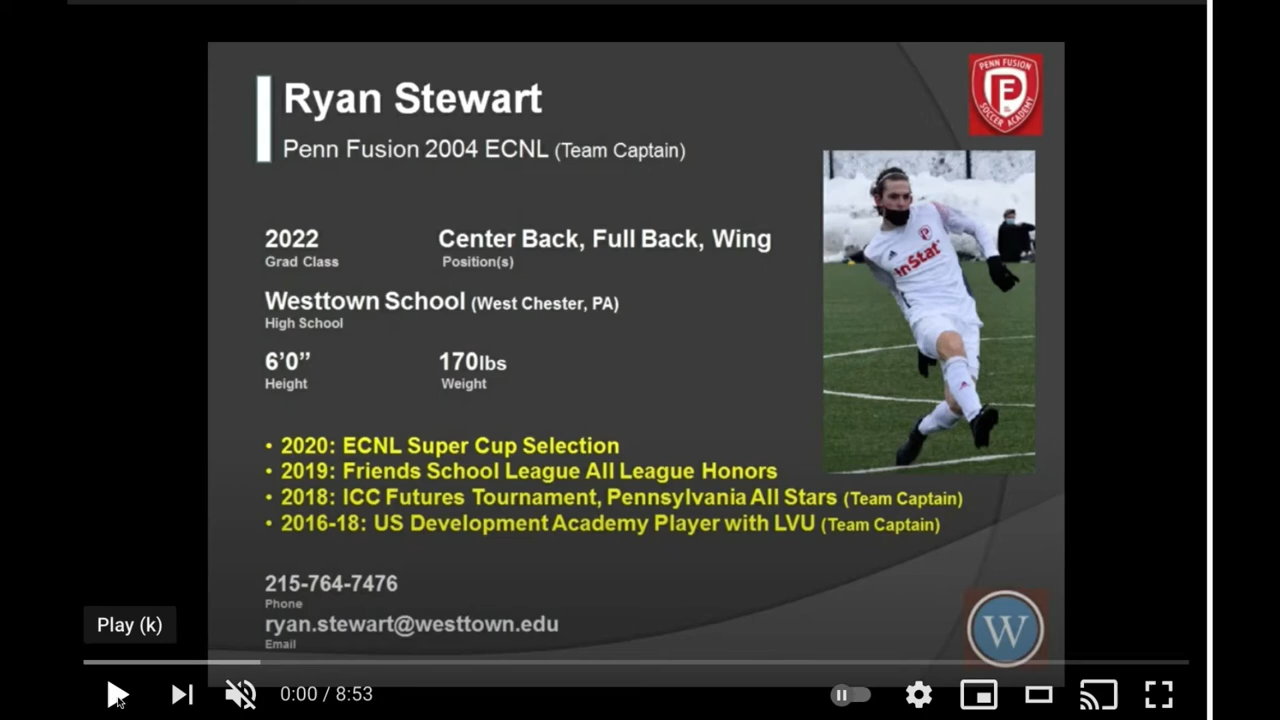 Ryan Stewart
Penn Fusion 2004 ECNL (Team Captain)
PENN FUSION
SOCCER ACADEMY
2022
Grad Class
Center Back, Full Back, Wing
Position(s)
Westtown School (West Chester, PA)
High School
6’0”
Height
170lbs
Weight
inStat
• 2020: ECNL Super Cup Selection
• 2019: Friends School League All League Honors
• 2018: ICC Futures Tournament, Pennsylvania All Stars (Team Captain)
• 2016-18: US Development Academy Player with LVU (Team Captain)
215-764-7476
Phone
ryan.stewart@westtown.edu
Email
W
Play (k)
0:00 / 8:53